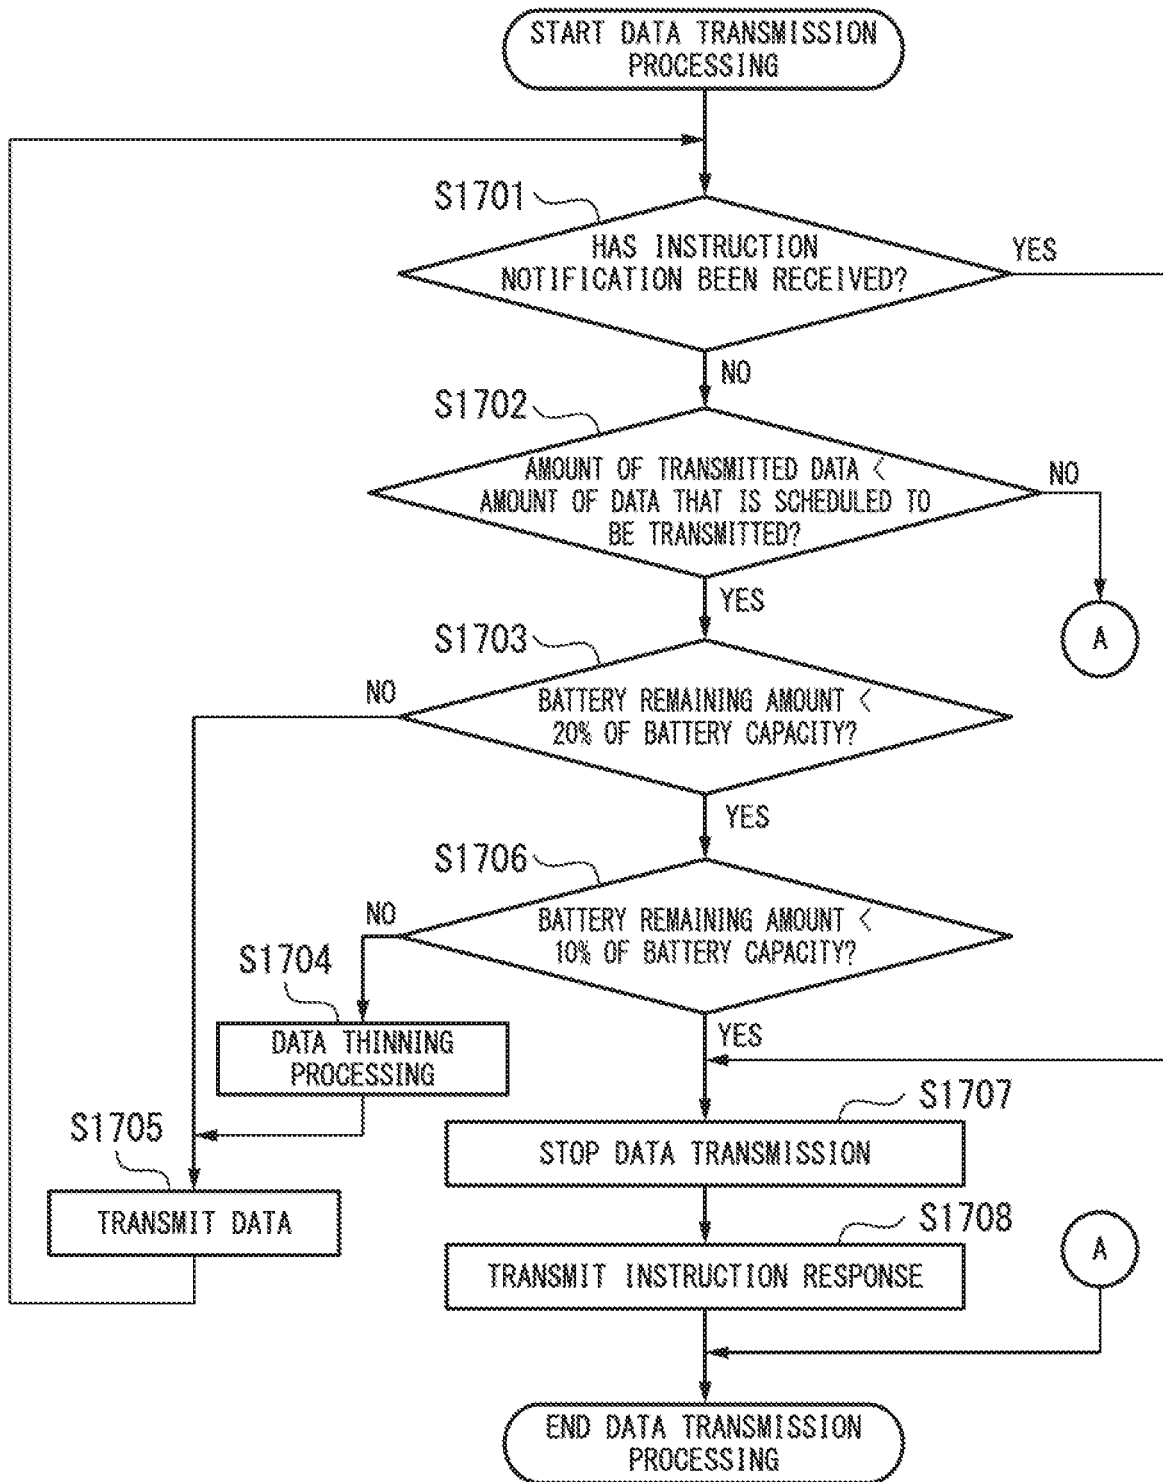 START DATA TRANSMISSION
PROCESSING
S1701
HAS INSTRUCTION
NOTIFICATION BEEN RECEIVED?
YES
NO
S1702
AMOUNT OF TRANSMITTED DATA <
AMOUNT OF DATA THAT IS SCHEDULED TO
BE TRANSMITTED?
NO
YES
A
S1703
NO
BATTERY REMAINING AMOUNT <
20% OF BATTERY CAPACITY?
YES
S1706
NO
BATTERY REMAINING AMOUNT <
10% OF BATTERY CAPACITY?
S1704
YES
DATA THINNING
PROCESSING
S1707
S1705
STOP DATA TRANSMISSION
TRANSMIT DATA
S1708
A
TRANSMIT INSTRUCTION RESPONSE
END DATA TRANSMISSION
PROCESSING